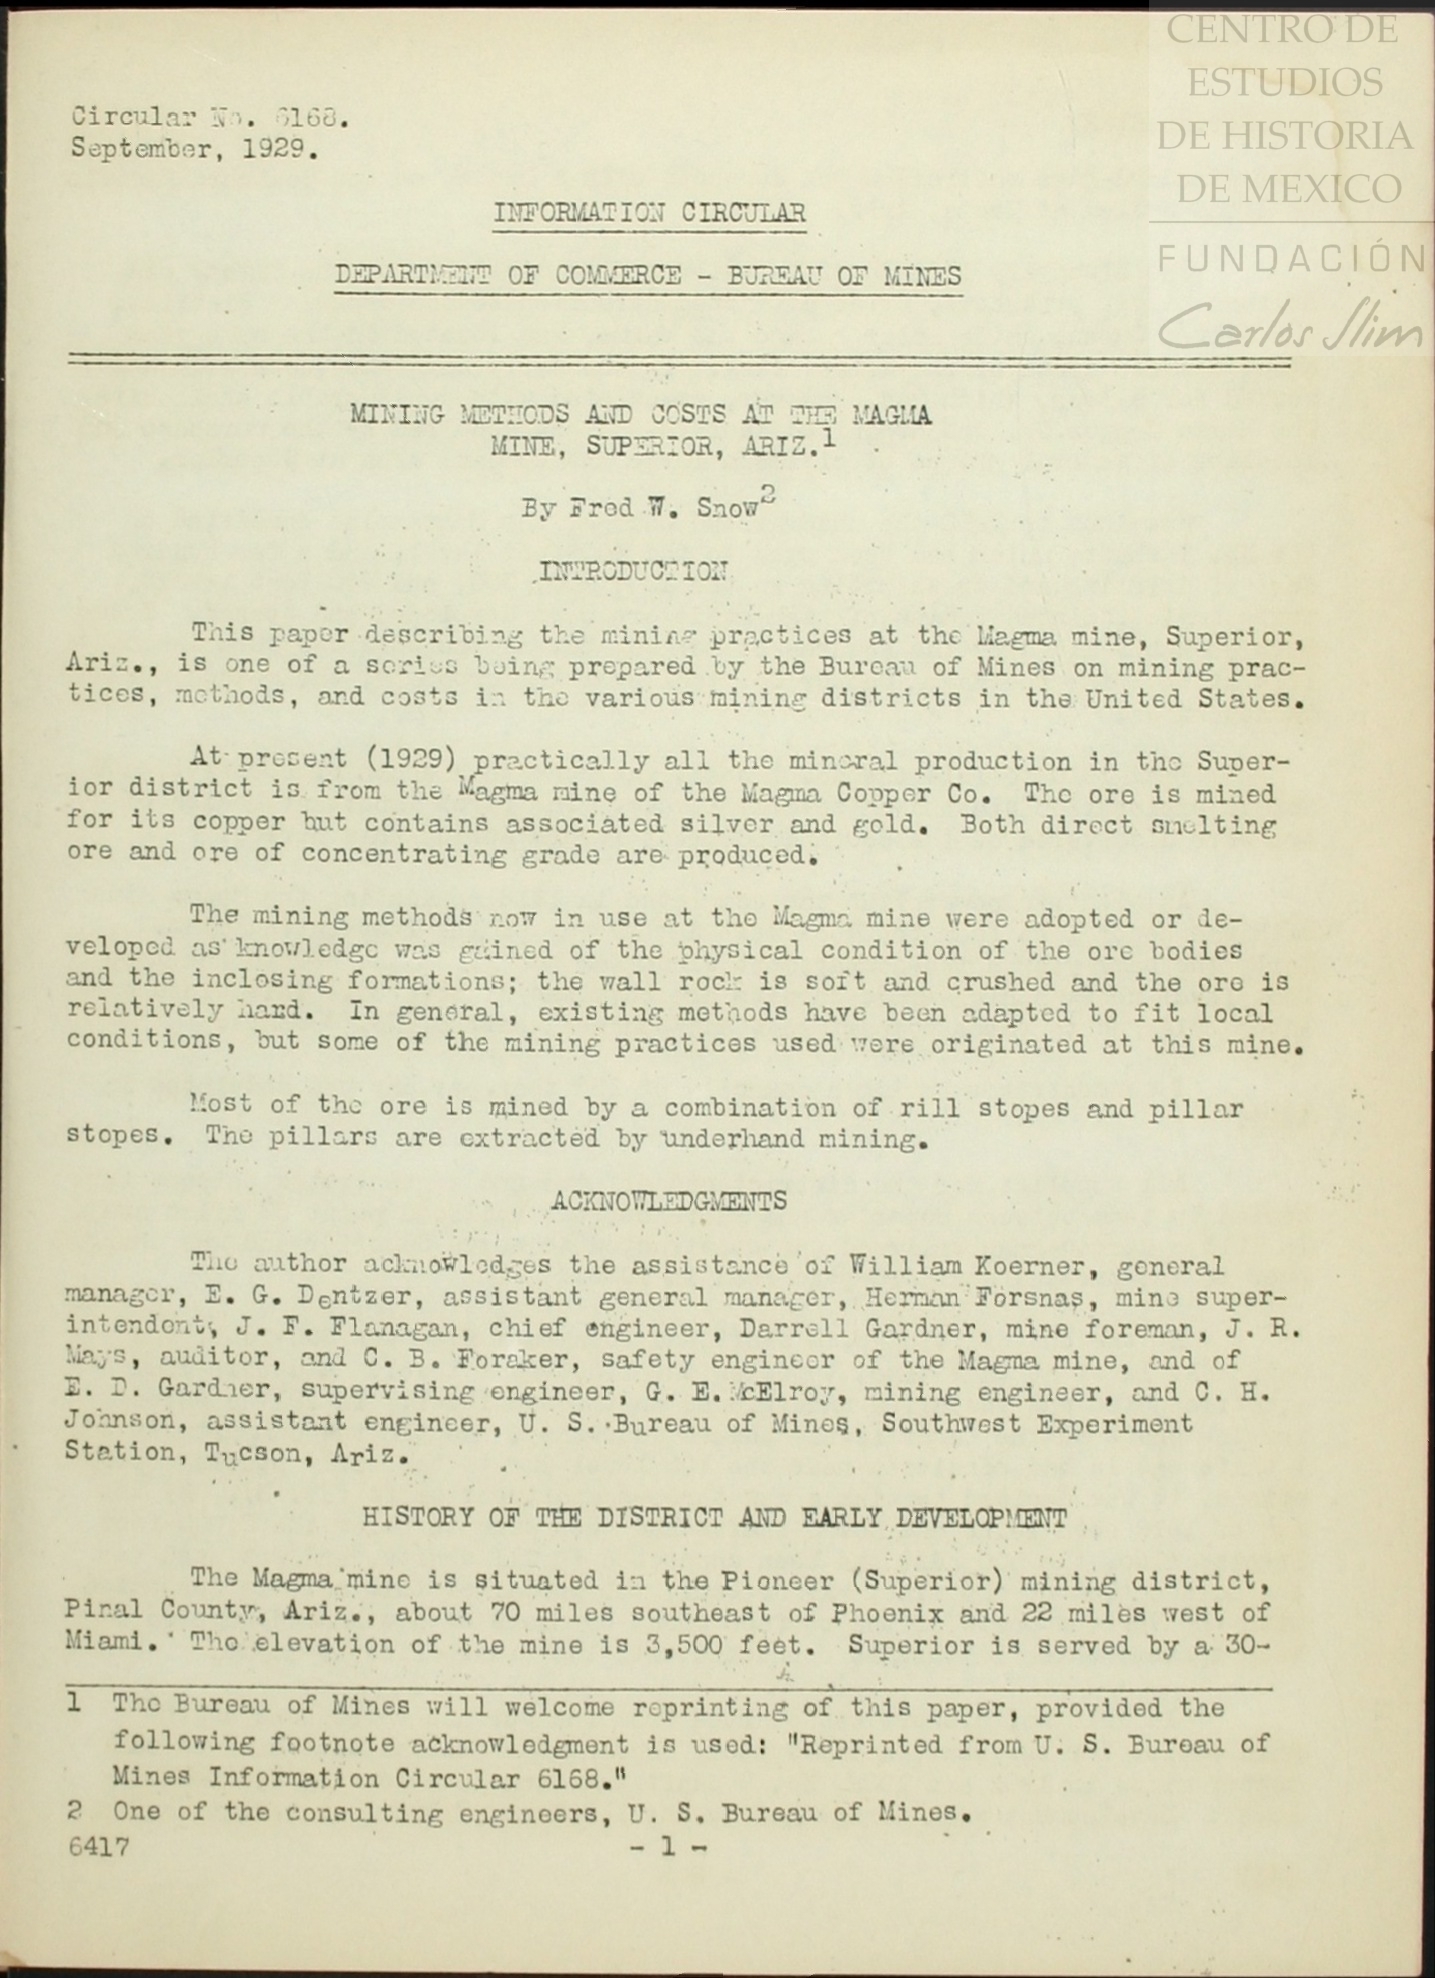 CENTRO DE
ESTUDIOS
DE HISTORIA
DE MEXICO
FUNDACIÓN
Carlos Slim
Circular No. 6168.
September, 1929.
INFORMATION CIRCULAR
DEPARTMENT OF COMMERCE - BUREAU OF MINES
MINING METHODS AND COSTS AT THE MAGMA
MINE, SUPERIOR, ARIZ.1
By Fred W. Snow2
INTRODUCTION
This paper describing the mining practices at the Magma mine, Superior,
Ariz., is one of a series being prepared by the Bureau of Mines on mining prac-
tices, methods, and costs in the various mining districts in the United States.
At present (1929) practically all the mineral production in the Super-
ior district is from the Magma mine of the Magma Copper Co. The ore is mined
for its copper but contains associated silver and gold. Both direct smelting
ore and ore of concentrating grade are produced.
The mining methods now in use at the Magma mine were adopted or de-
veloped as knowledge was gained of the physical condition of the ore bodies
and the inclosing formations; the wall rock is soft and crushed and the ore is
relatively hard. In general, existing methods have been adapted to fit local
conditions, but some of the mining practices used were originated at this mine.
Most of the ore is mined by a combination of rill stopes and pillar
stopes. The pillars are extracted by underhand mining.
ACKNOWLEDGMENTS
The author acknowledges the assistance of William Koerner, general
manager, E. G. Dentzer, assistant general manager, Herman Forsnas, mine super-
intendent, J. F. Flanagan, chief engineer, Darrell Gardner, mine foreman, J. R.
Mays, auditor, and C. B. Foraker, safety engineer of the Magma mine, and of
E. D. Gardner, supervising engineer, G. E. McElroy, mining engineer, and C. H.
Johnson, assistant engineer, U. S. Bureau of Mines, Southwest Experiment
Station, Tucson, Ariz.
HISTORY OF THE DISTRICT AND EARLY DEVELOPMENT
The Magma mine is situated in the Pioneer (Superior) mining district,
Pinal County, Ariz., about 70 miles southeast of Phoenix and 22 miles west of
Miami. The elevation of the mine is 3,500 feet. Superior is served by a 30-
1 The Bureau of Mines will welcome reprinting of this paper, provided the
following footnote acknowledgment is used: "Reprinted from U. S. Bureau of
Mines Information Circular 6168."
2 One of the consulting engineers, U. S. Bureau of Mines.
6417
- 1 -